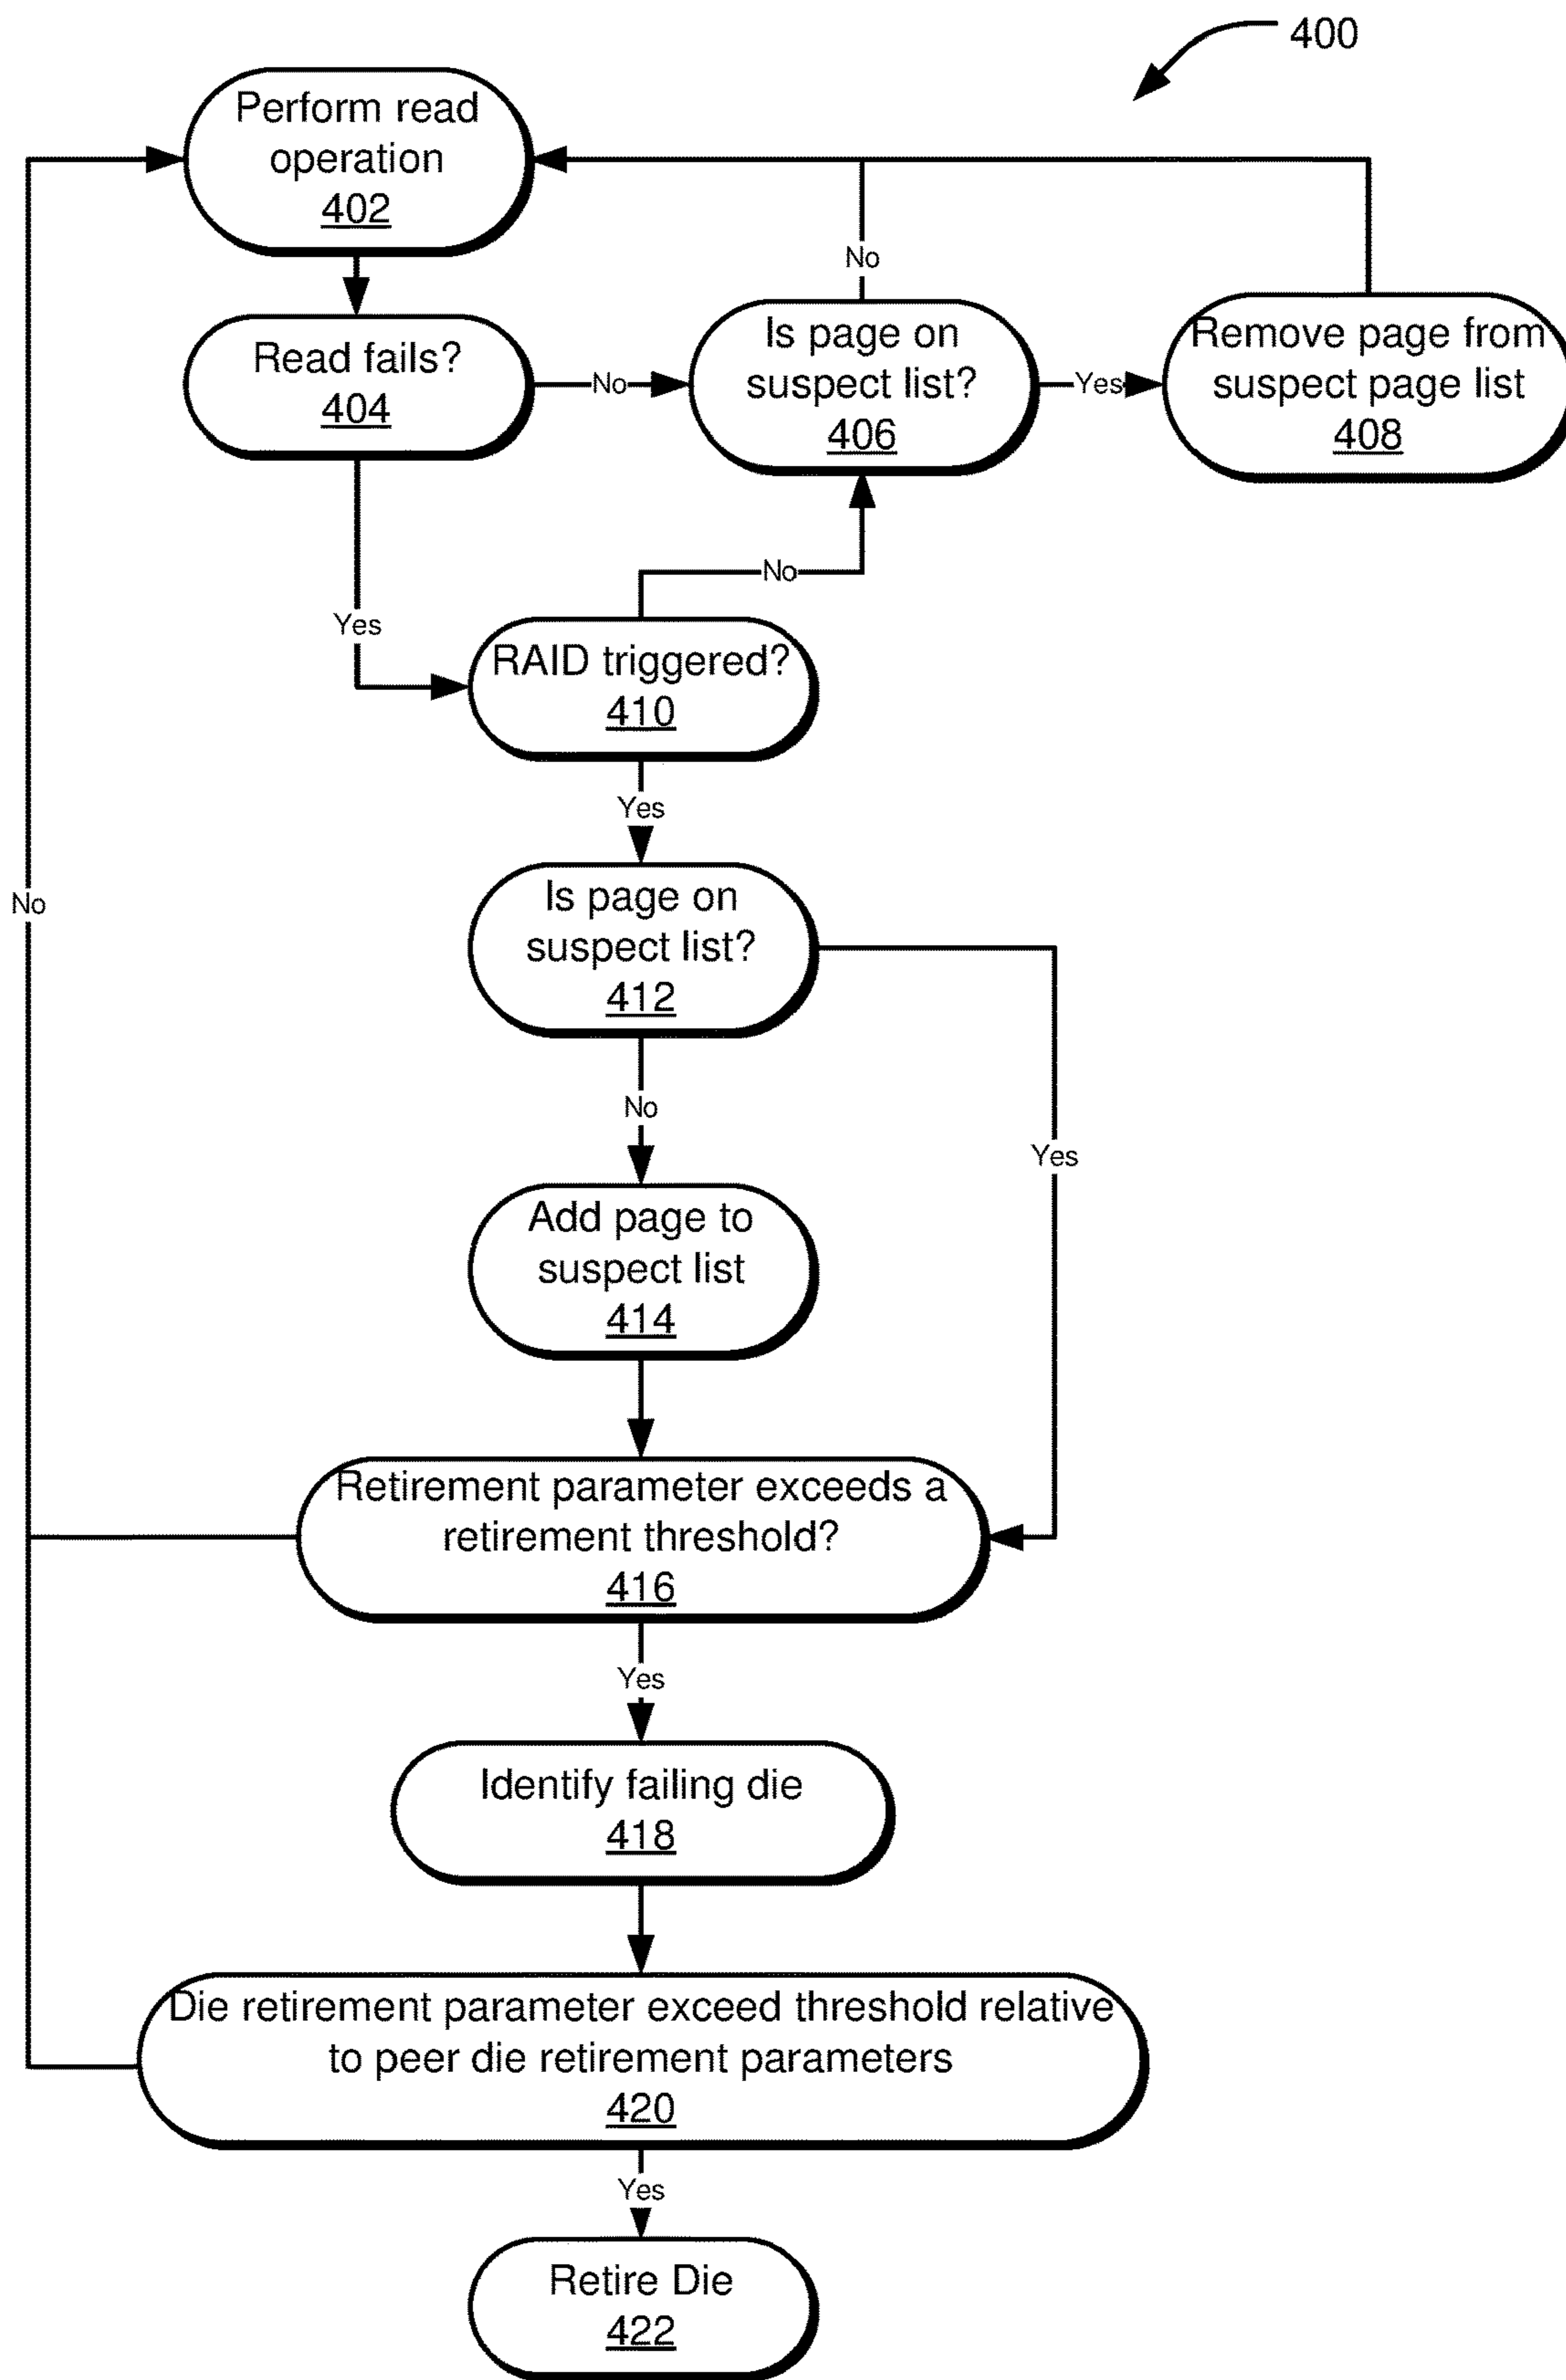 400
Perform read
operation
402
No
Read fails?
404
No
Is page on
suspect list?
406
Yes
Remove page from
suspect page list
408
No
Yes
RAID triggered?
410
Yes
Is page on
suspect list?
412
No
No
Yes
Add page to
suspect list
414
Retirement parameter exceeds a
retirement threshold?
416
Yes
Identify failing die
418
Die retirement parameter exceed threshold relative
to peer die retirement parameters
420
Yes
Retire Die
422